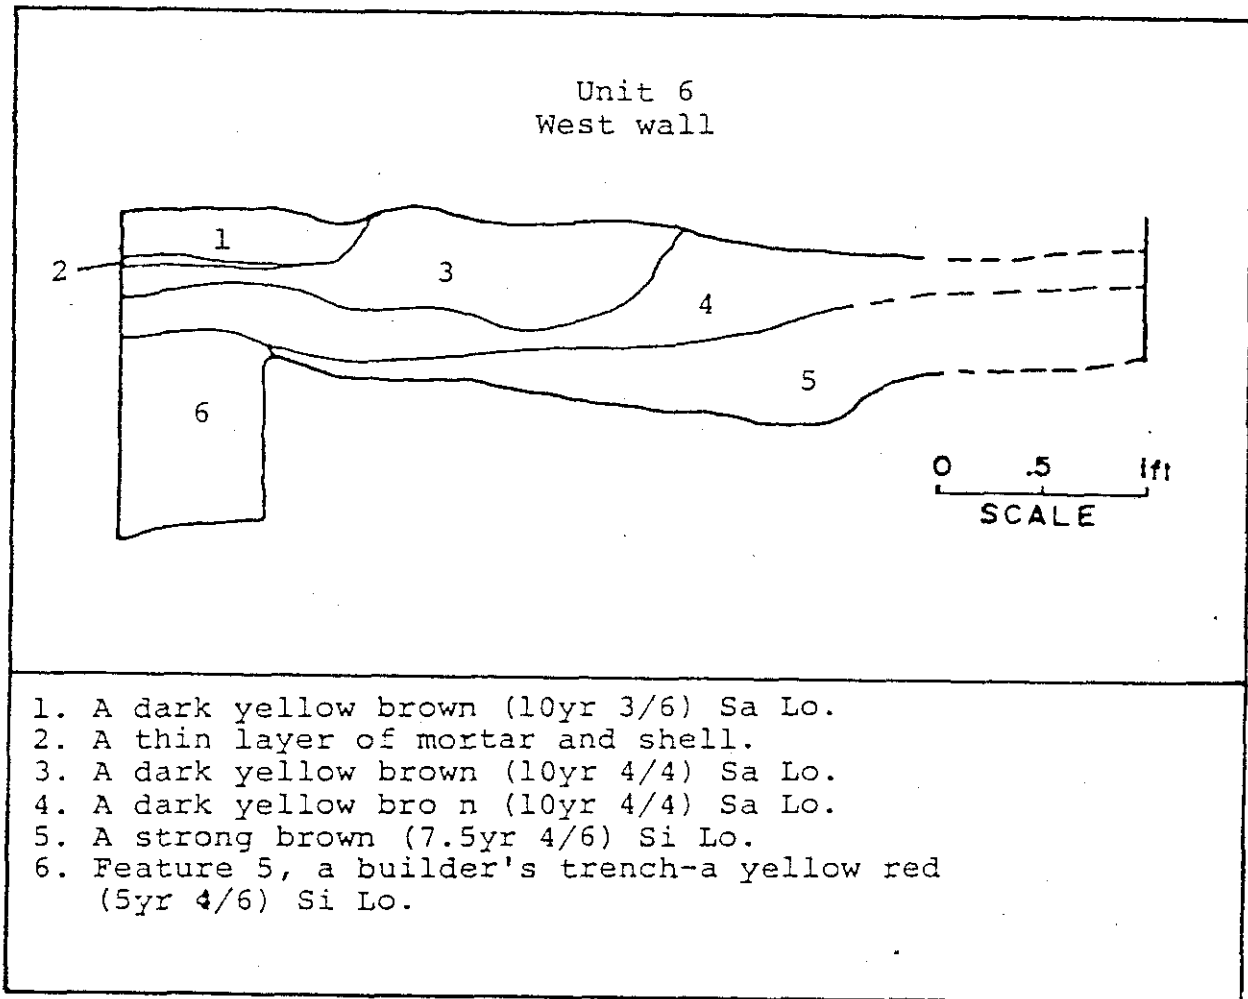 Unit 6
West wall
1
2
3
4
5
6
0 .5 1ft
SCALE
1. A dark yellow brown (10yr 3/6) Sa Lo.
2. A thin layer of mortar and shell.
3. A dark yellow brown (10yr 4/4) Sa Lo.
4. A dark yellow bro n (10yr 4/4) Sa Lo.
5. A strong brown (7.5yr 4/6) Si Lo.
6. Feature 5, a builder's trench-a yellow red
(5yr 4/6) Si Lo.